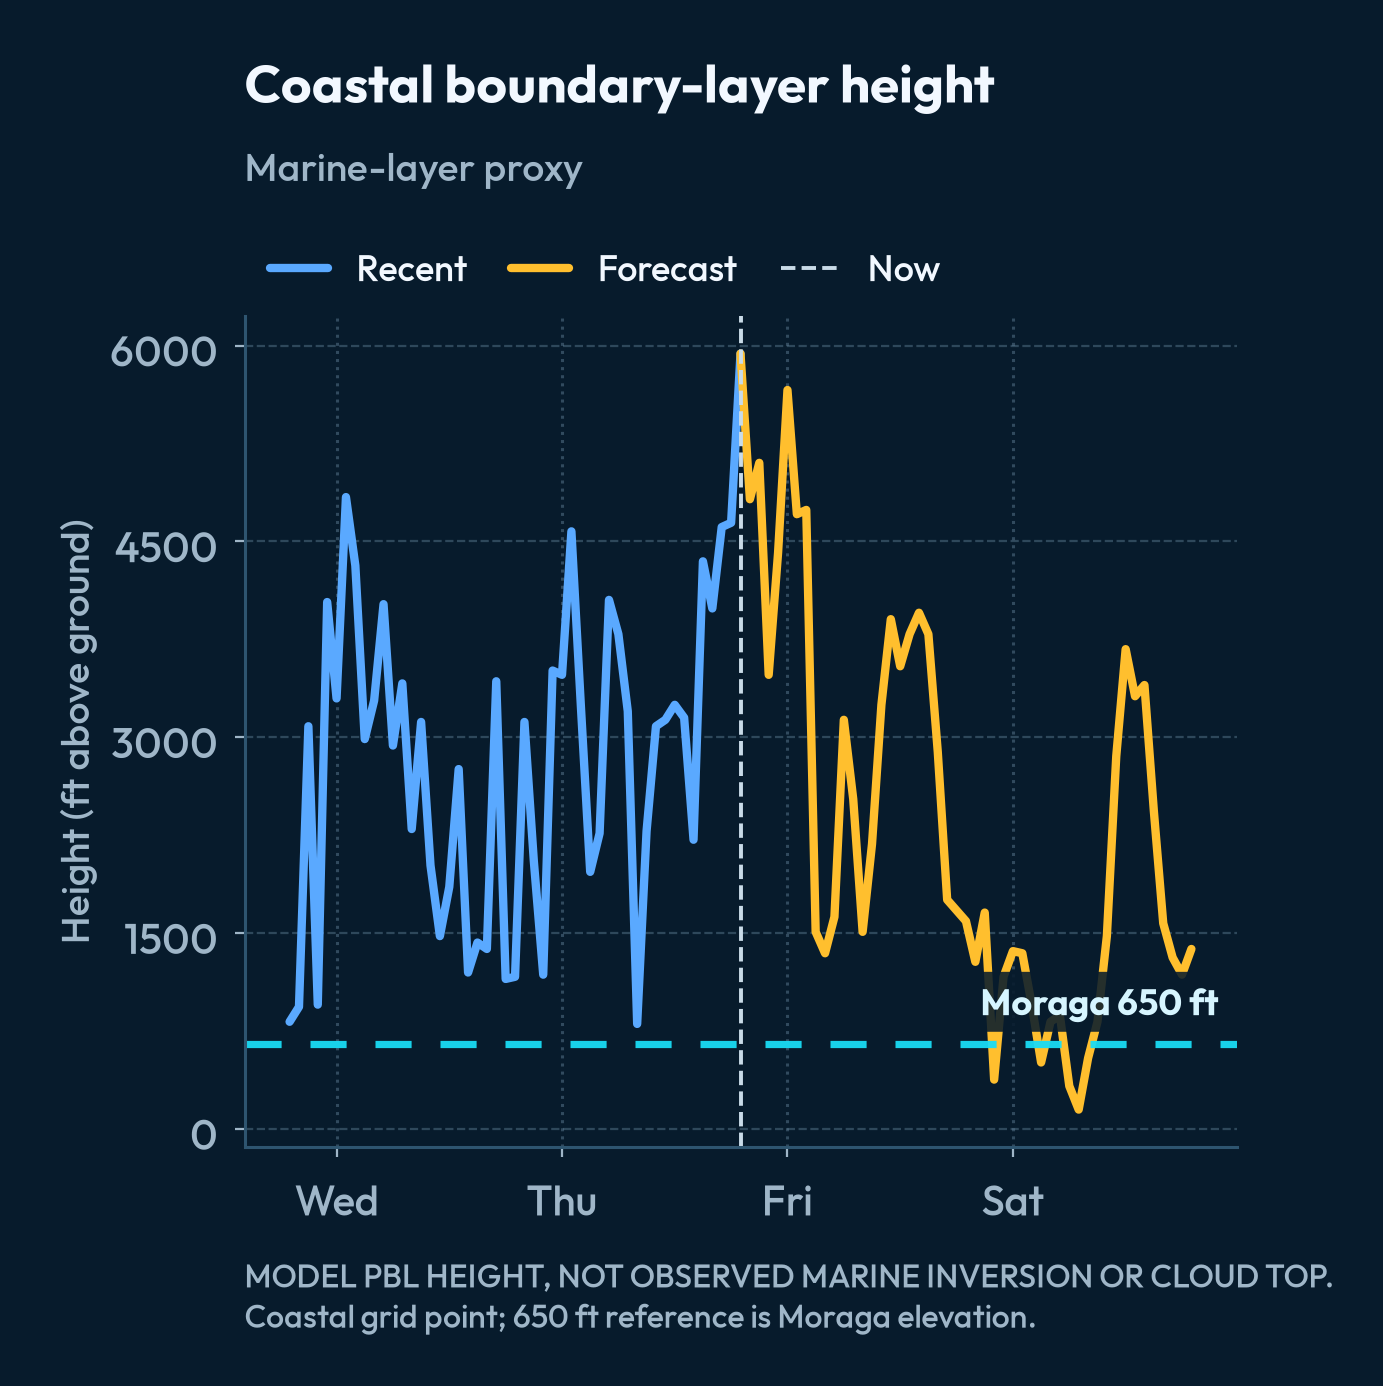 Coastal boundary-layer height
Marine-layer proxy
Recent
Forecast
Now
Height (ft above ground)
6000
4500
3000
1500
0
Moraga 650 ft
Wed
Thu
Fri
Sat
MODEL PBL HEIGHT, NOT OBSERVED MARINE INVERSION OR CLOUD TOP.
Coastal grid point; 650 ft reference is Moraga elevation.